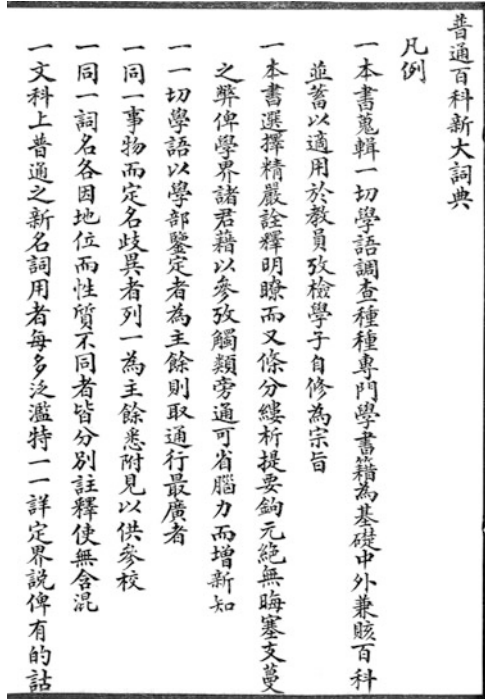 普通百科新大詞典
凡例
一本書蒐輯一切學語調查種種專門學書籍為基礎中外兼賅百科
並蓄以適用於教員攷檢學子自修為宗旨
一本書選擇精嚴詮釋明瞭而又條分縷析提要鉤元絕無晦塞支蔓
之弊俾學界諸君藉以參攷觸類旁通可省腦力而增新知
一一切學語以學部鑒定者為主餘則取通行最廣者
一同一事物而定名歧異者列一為主餘悉附見以供參校
一同一詞名各因地位而性質不同者皆分別註釋使無含混
一文科上普通之新名詞用者每多泛濫特一一詳定界說俾有的詁